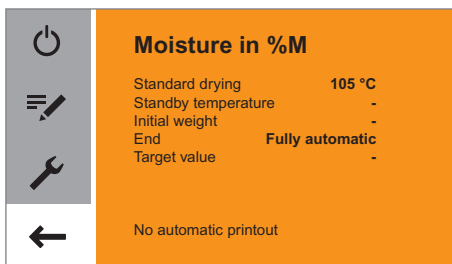 Moisture in %M
Standard drying 105 °C
Standby temperature -
Initial weight -
End Fully automatic
Target value -
No automatic printout